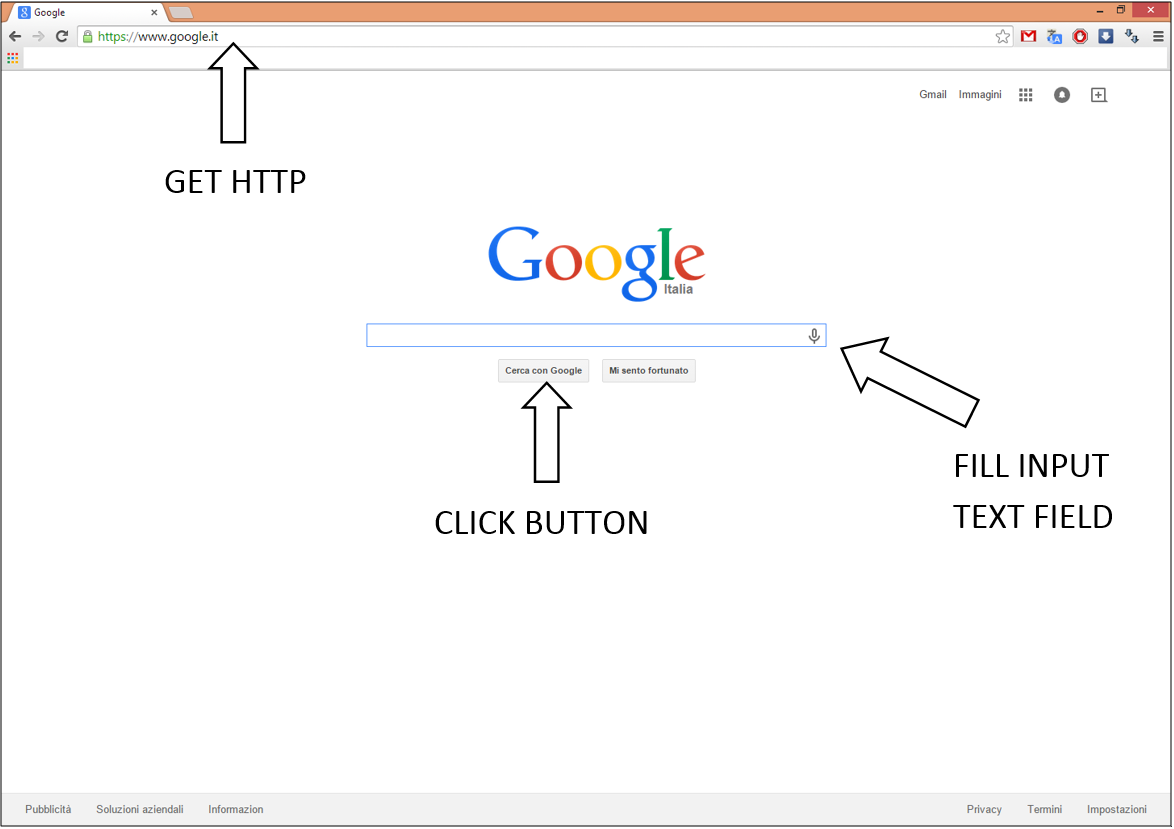 Google
https://www.google.it
Gmail Immagini
GET HTTP
Google
Italia
Cerca con Google Mi sento fortunato
FILL INPUT
TEXT FIELD
CLICK BUTTON
Pubblicità Soluzioni aziendali Informazion Privacy Termini Impostazioni